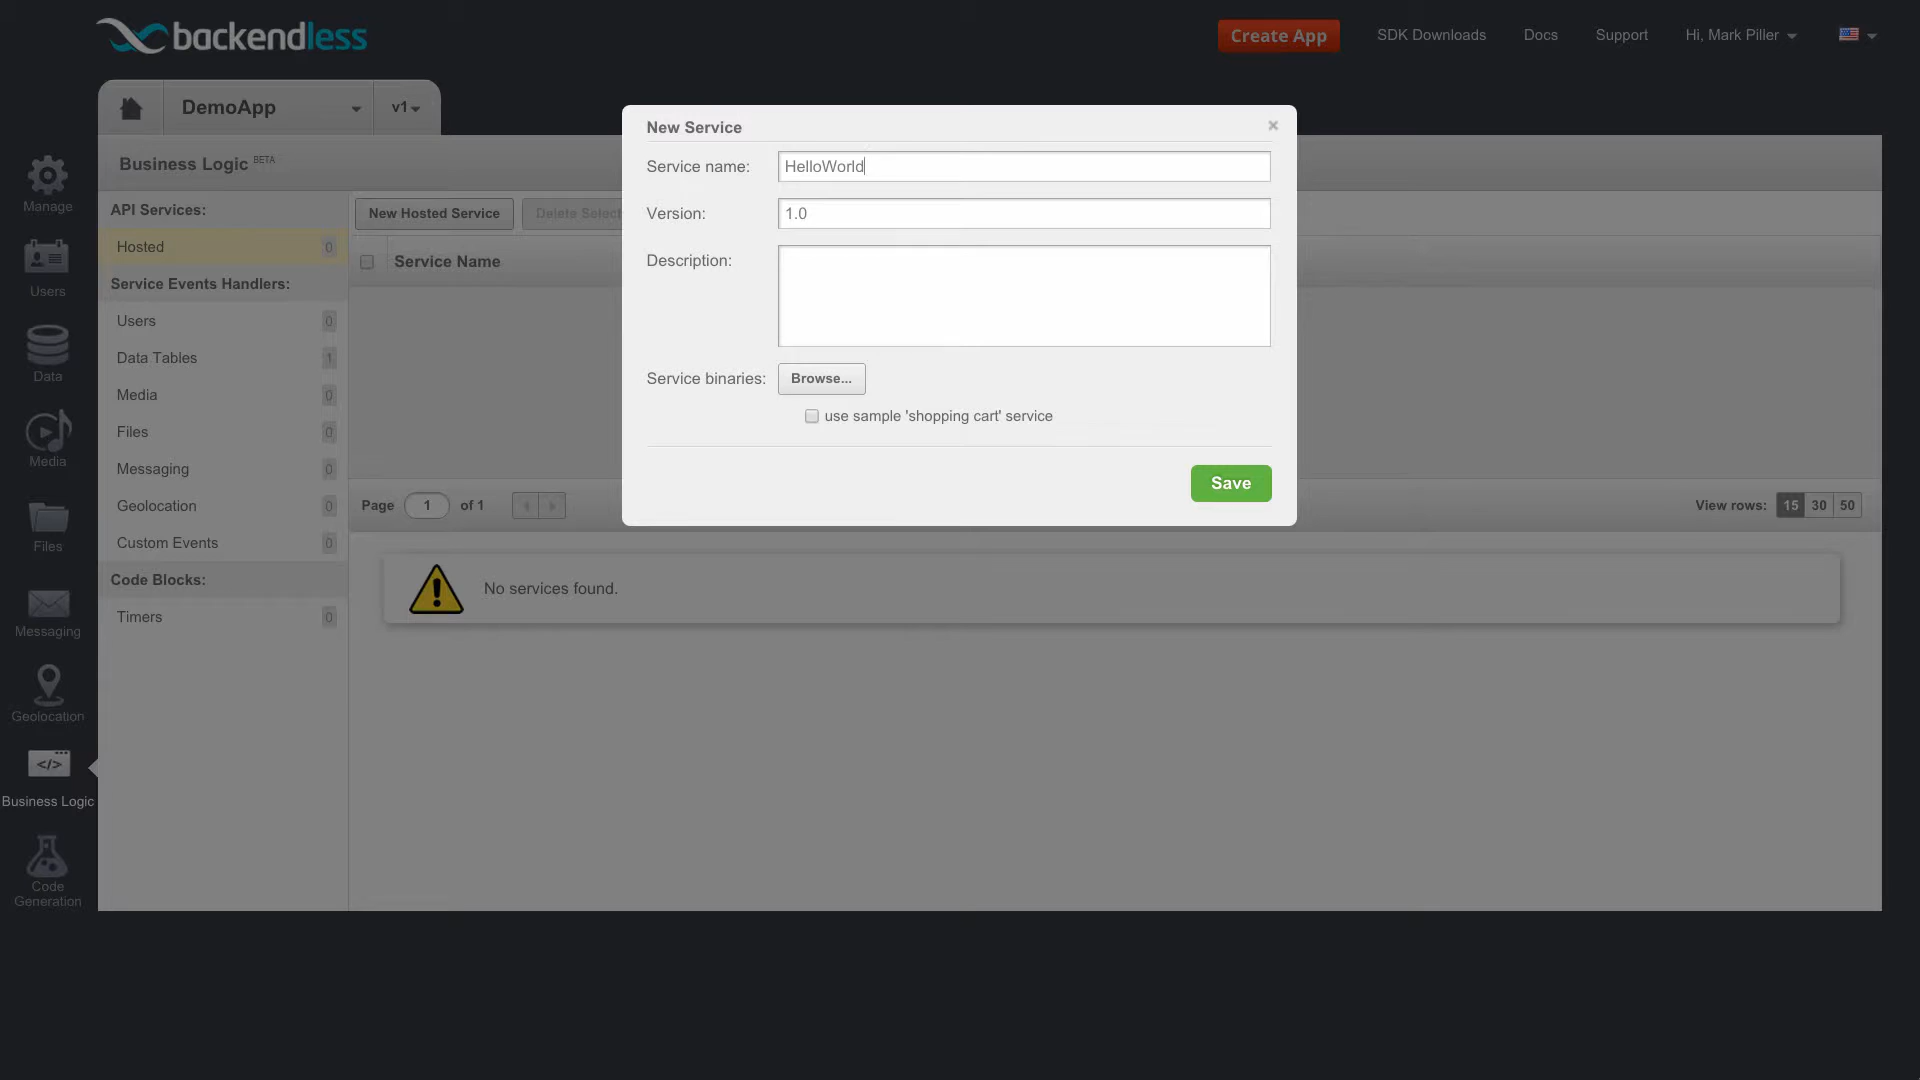 backendless
Create App
SDK Downloads
Docs
Support
Hi, Mark Piller
DemoApp
v1
Business Logic BETA
New Service
×
Service name:
HelloWorld
Version:
1.0
Description:
Service binaries:
Browse...
use sample 'shopping cart' service
Save
API Services:
Hosted 0
Service Events Handlers:
Users 0
Data Tables 1
Media 0
Files 0
Messaging 0
Geolocation 0
Custom Events 0
Code Blocks:
Timers 0
New Hosted Service
Delete
Service Name
Page 1 of 1
View rows: 15 30 50
No services found.
Manage
Users
Data
Media
Files
Messaging
Geolocation
</>
Business Logic
Code
Generation